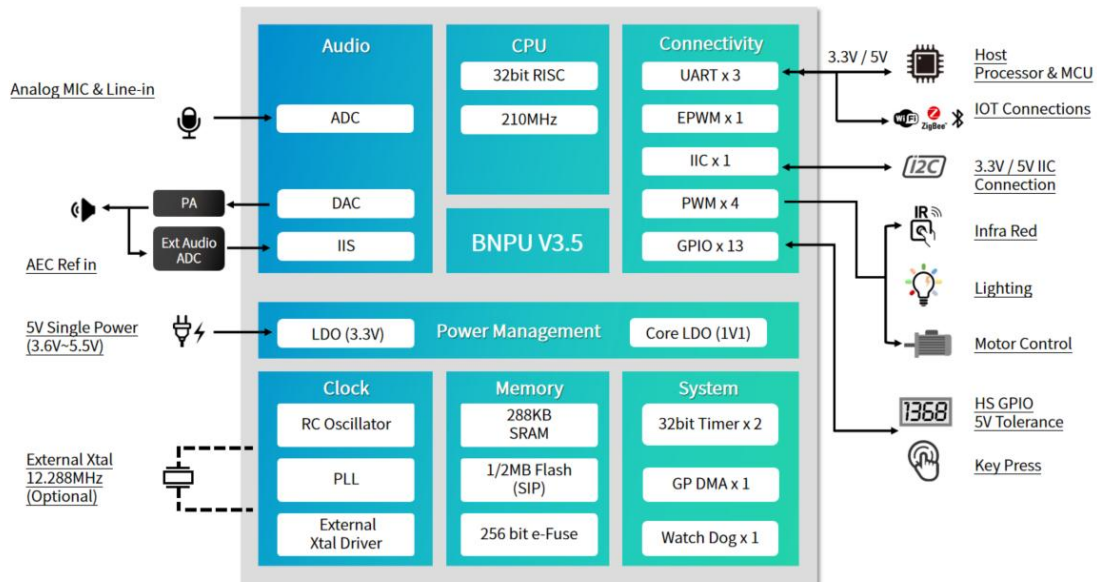 Audio
ADC
DAC
IIS
CPU
32bit RISC
210MHz
BNPU V3.5
Connectivity
UART x 3
EPWM x 1
IIC x 1
PWM x 4
GPIO x 13
Analog MIC & Line-in
PA
Ext Audio
ADC
AEC Ref in
5V Single Power
(3.6V~5.5V)
LDO (3.3V)
Power Management
Core LDO (1V1)
Clock
RC Oscillator
PLL
External
Xtal Driver
Memory
288KB
SRAM
1/2MB Flash
(SIP)
256 bit e-Fuse
System
32bit Timer x 2
GP DMA x 1
Watch Dog x 1
External Xtal
12.288MHz
(Optional)
3.3V / 5V
Host
Processor & MCU
WiFi
ZigBee
IOT Connections
I2C
3.3V / 5V IIC
Connection
IR
Infra Red
Lighting
Motor Control
1368
HS GPIO
5V Tolerance
Key Press